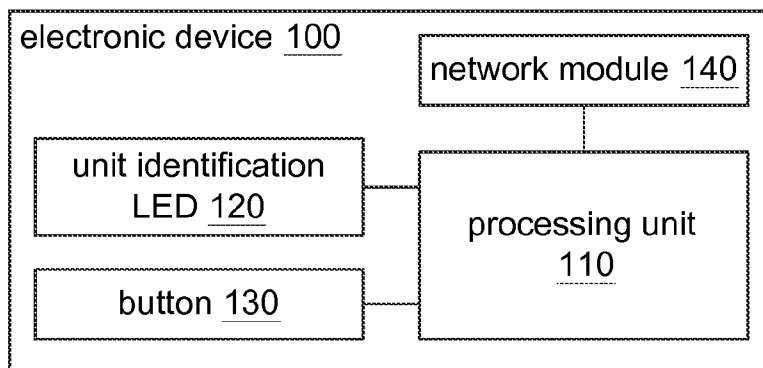 electronic device 100
network module 140
unit identification
LED 120
processing unit
110
button 130